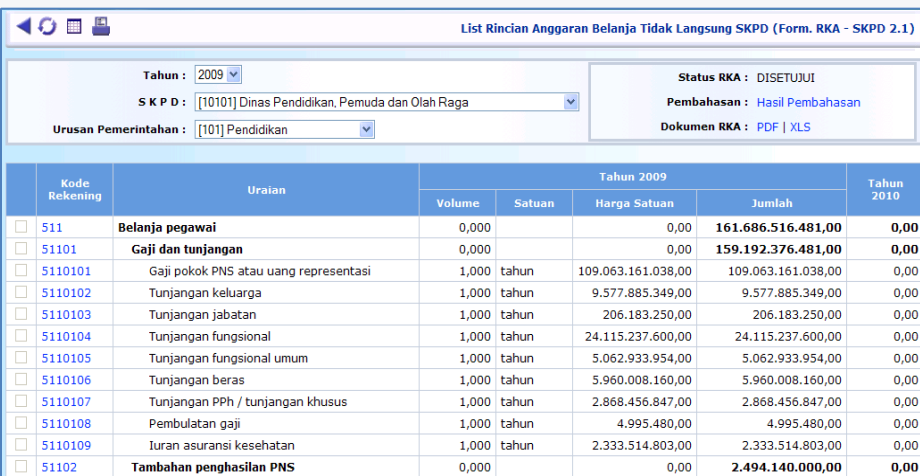 List Rincian Anggaran Belanja Tidak Langsung SKPD (Form. RKA - SKPD 2.1)
Tahun : 2009
S K P D : [10101] Dinas Pendidikan, Pemuda dan Olah Raga
Urusan Pemerintahan : [101] Pendidikan
Status RKA : DISETUJUI
Pembahasan : Hasil Pembahasan
Dokumen RKA : PDF | XLS
Kode Rekening Uraian Tahun 2009 Tahun 2010
Volume Satuan Harga Satuan Jumlah
511 Belanja pegawai 0,000 0,00 161.686.516.481,00 0,00
51101 Gaji dan tunjangan 0,000 0,00 159.192.376.481,00 0,00
5110101 Gaji pokok PNS atau uang representasi 1,000 tahun 109.063.161.038,00 109.063.161.038,00 0,00
5110102 Tunjangan keluarga 1,000 tahun 9.577.885.349,00 9.577.885.349,00 0,00
5110103 Tunjangan jabatan 1,000 tahun 206.183.250,00 206.183.250,00 0,00
5110104 Tunjangan fungsional 1,000 tahun 24.115.237.600,00 24.115.237.600,00 0,00
5110105 Tunjangan fungsional umum 1,000 tahun 5.062.933.954,00 5.062.933.954,00 0,00
5110106 Tunjangan beras 1,000 tahun 5.960.008.160,00 5.960.008.160,00 0,00
5110107 Tunjangan PPh / tunjangan khusus 1,000 tahun 2.868.456.847,00 2.868.456.847,00 0,00
5110108 Pembulatan gaji 1,000 tahun 4.995.480,00 4.995.480,00 0,00
5110109 Iuran asuransi kesehatan 1,000 tahun 2.333.514.803,00 2.333.514.803,00 0,00
51102 Tambahan penghasilan PNS 0,000 0,00 2.494.140.000,00 0,00